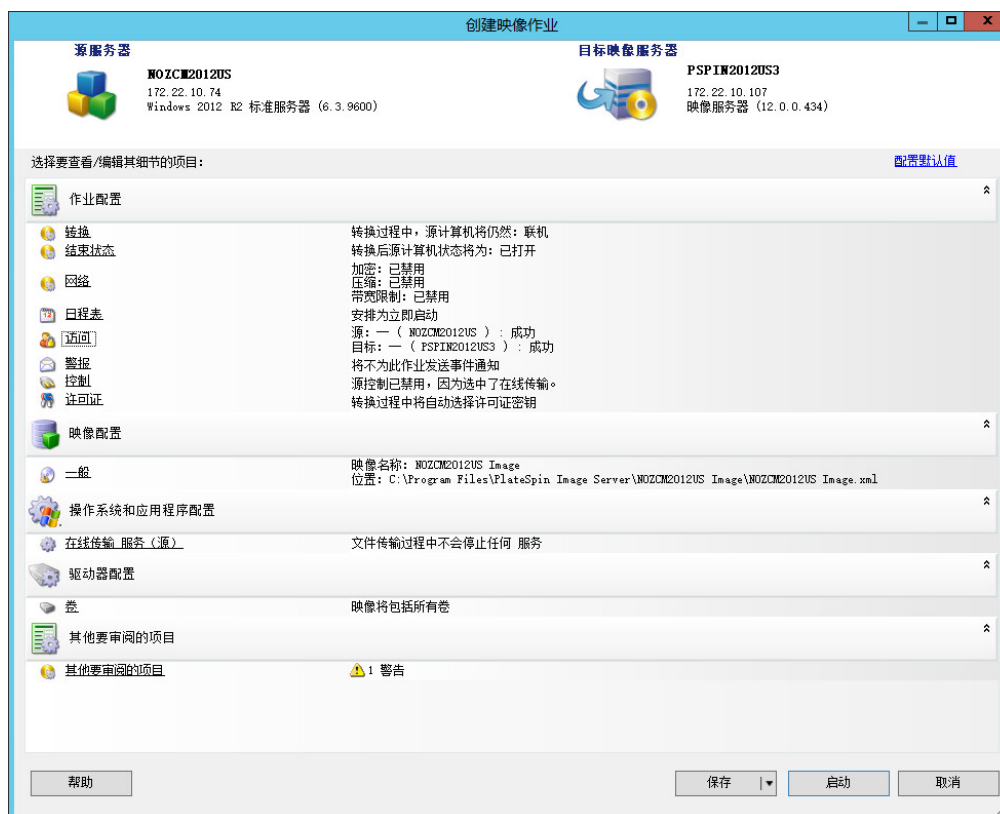 创建映像作业
源服务器
目标映像服务器
NOZCM2012US
172.22.10.74
Windows 2012 R2 标准服务器 (6.3.9600)
PSPIN2012US3
172.22.10.107
映像服务器 (12.0.0.434)
选择要查看/编辑其细节的项目:
配置默认值
作业配置
转换
转换过程中，源计算机将仍然: 联机
结束状态
转换后源计算机状态将为: 已打开
网络
加密: 已禁用
压缩: 已禁用
带宽限制: 已禁用
日程表
安排为立即启动
访问
源: — ( NOZCM2012US ) : 成功
目标: — ( PSPIN2012US3 ) : 成功
警报
将不为此作业发送事件通知
控制
源控制已禁用，因为选中了在线传输。
许可证
转换过程中将自动选择许可证密钥
映像配置
一般
映像名称: NOZCM2012US Image
位置: C:\Program Files\PlateSpin Image Server\NOZCM2012US Image\NOZCM2012US Image.xml
操作系统和应用程序配置
在线传输 服务（源）
文件传输过程中不会停止任何 服务
驱动器配置
卷
映像将包括所有卷
其他要审阅的项目
其他要审阅的项目
1 警告
帮助
保存
启动
取消